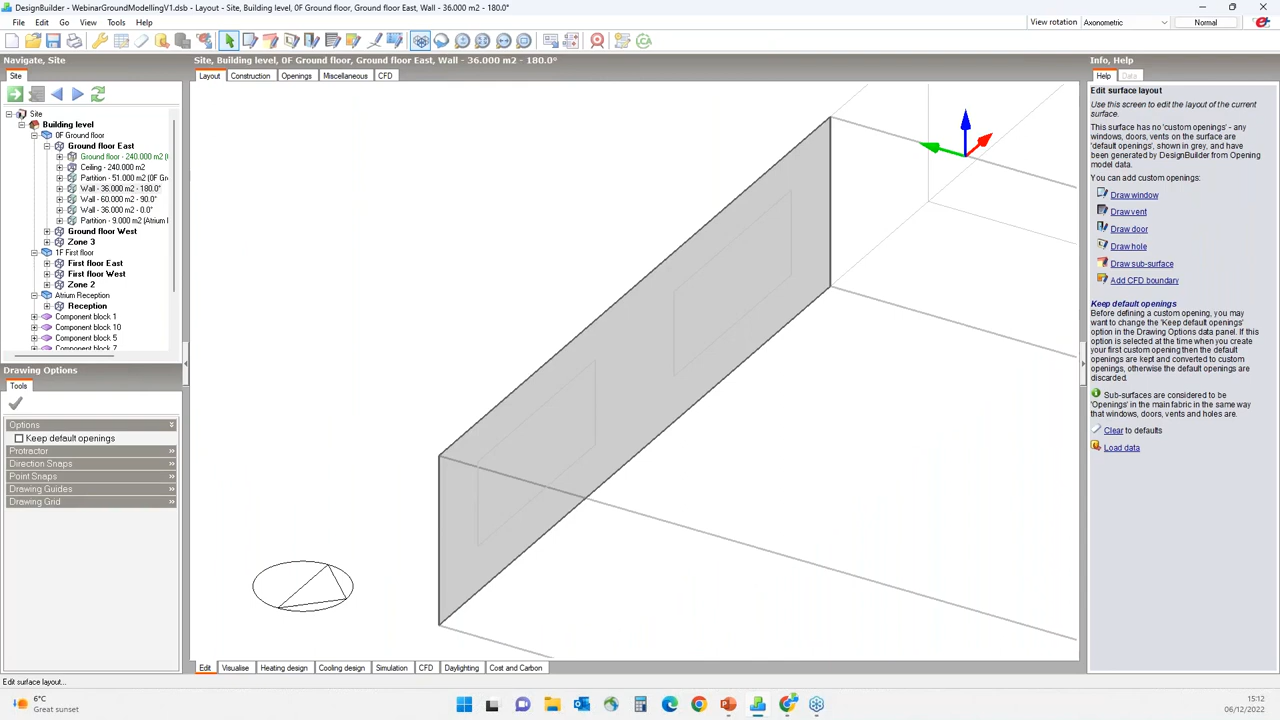 DesignBuilder - WebinarGroundModellingV1.dsb - Layout - Site, Building level, 0F Ground floor, Ground floor East, Wall - 36.000 m2 - 180.0°
File Edit Go View Tools Help
View rotation Axonometric Normal
Navigate, Site
Site
Site
Building level
0F Ground floor
Ground floor East
Ground floor - 240.000 m2 (
Ceiling - 240.000 m2
Partition - 51.000 m2 (0F Gr
Wall - 36.000 m2 - 180.0°
Wall - 60.000 m2 - 90.0°
Wall - 36.000 m2 - 0.0°
Partition - 9.000 m2 (Atrium I
Ground floor West
Zone 3
1F First floor
First floor East
First floor West
Zone 2
Atrium Reception
Reception
Component block 1
Component block 10
Component block 5
Component block 7
Drawing Options
Tools
Options
Keep default openings
Protractor
Direction Snaps
Point Snaps
Drawing Guides
Drawing Grid
Site, Building level, 0F Ground floor, Ground floor East, Wall - 36.000 m2 - 180.0°
Layout Construction Openings Miscellaneous CFD
Edit Visualise Heating design Cooling design Simulation CFD Daylighting Cost and Carbon
Info, Help
Help Data
Edit surface layout
Use this screen to edit the layout of the current
surface.
This surface has no 'custom openings' - any
windows, doors, vents on the surface are
'default openings', shown in grey, and have
been generated by DesignBuilder from Opening
model data.
You can add custom openings:
Draw window
Draw vent
Draw door
Draw hole
Draw sub-surface
Add CFD boundary
Keep default openings
Before defining a custom opening, you may
want to change the 'Keep default openings'
option in the Drawing Options data panel. If this
option is selected at the time when you create
your first custom opening then the default
openings are kept and converted to custom
openings, otherwise the default openings are
discarded.
Sub-surfaces are considered to be
'Openings' in the main fabric in the same way
that windows, doors, vents and holes are.
Clear to defaults
Load data
Edit surface layout...
6°C
Great sunset
15:12
06/12/2022